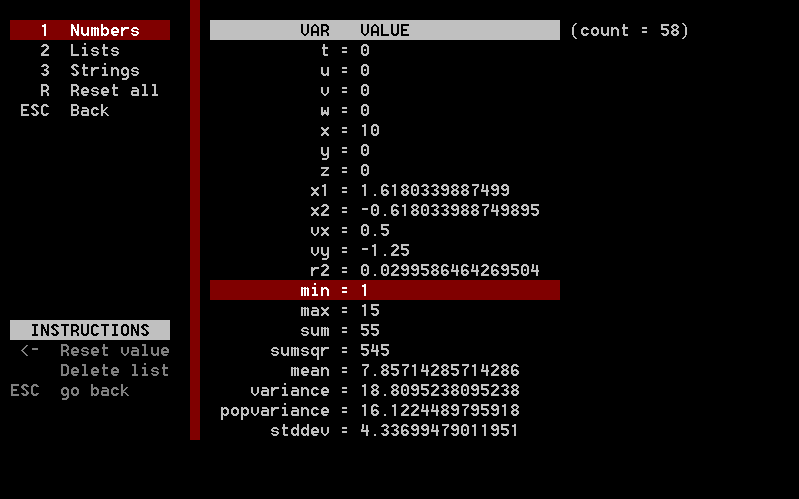 1 Numbers
2 Lists
3 Strings
R Reset all
ESC Back
INSTRUCTIONS
<- Reset value
Delete list
ESC go back
VAR VALUE (count = 58)
t = 0
u = 0
v = 0
w = 0
x = 10
y = 0
z = 0
x1 = 1.6180339887499
x2 = -0.61803398874989​5
vx = 0.5
vy = -1.25
r2 = 0.0299586464269504
min = 1
max = 15
sum = 55
sumsqr = 545
mean = 7.85714285714286
variance = 18.8095238095238
popvariance = 16.1224489795918
stddev = 4.33699479011951